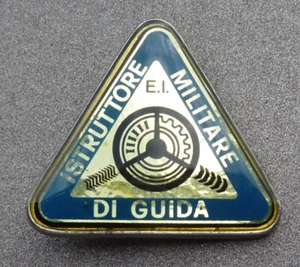 ISTRUTTORE
MILITARE
DI GUIDA
E.I.